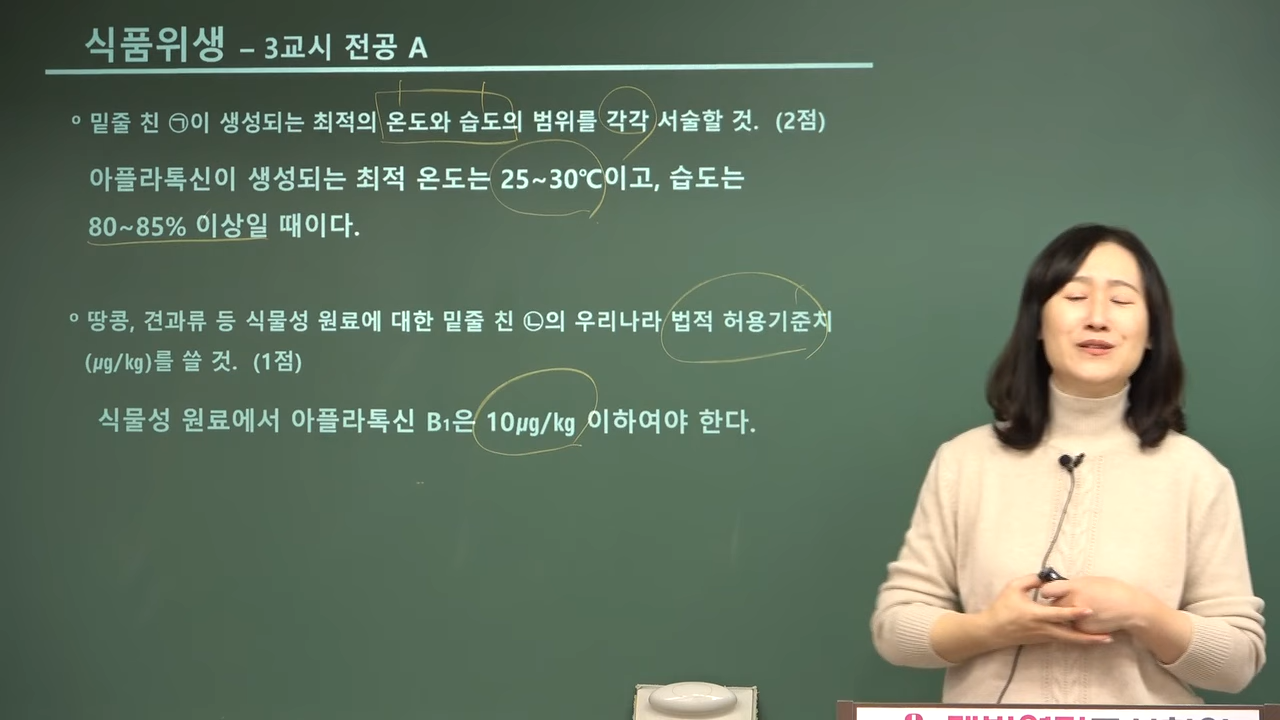 식품위생 – 3교시 전공 A
° 밑줄 친 ㉠이 생성되는 최적의 온도와 습도의 범위를 각각 서술할 것. (2점)
아플라톡신이 생성되는 최적 온도는 25~30℃이고, 습도는
80~85% 이상일 때이다.
° 땅콩, 견과류 등 식물성 원료에 대한 밑줄 친 ㉡의 우리나라 법적 허용기준치
(㎍/㎏)를 쓸 것. (1점)
식물성 원료에서 아플라톡신 B₁은 10㎍/㎏ 이하여야 한다.